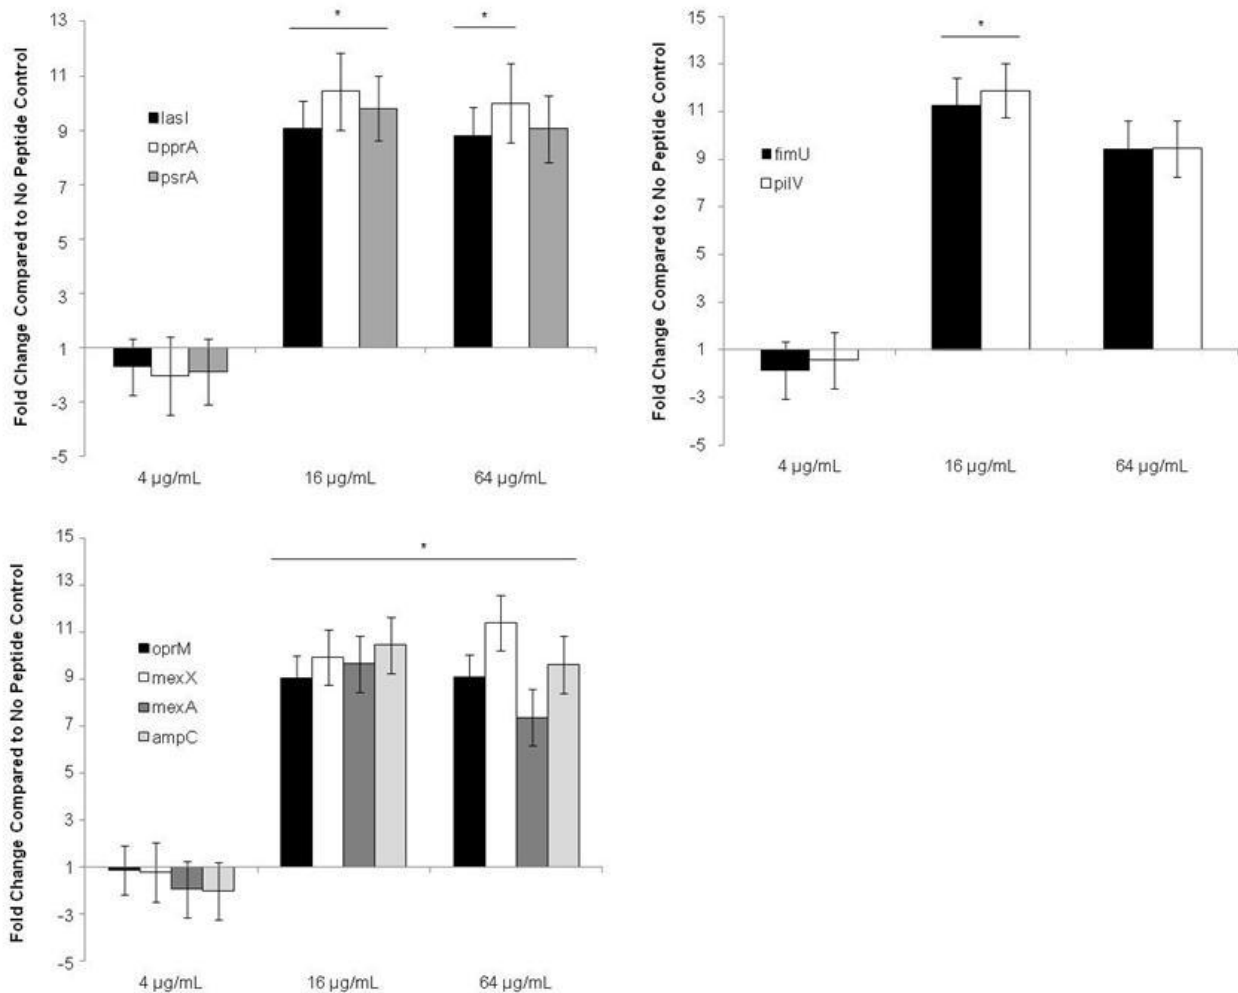 Fold Change Compared to No Peptide Control
13
11
9
7
5
3
1
-3
-5
*
*
lasI
pprA
psrA
4 µg/mL 16 µg/mL 64 µg/mL
Fold Change Compared to No Peptide Control
15
13
11
9
7
5
3
1
-3
-5
*
fimU
pilV
4 µg/mL 16 µg/mL 64 µg/mL
Fold Change Compared to No Peptide Control
15
13
11
9
7
5
3
1
-3
-5
*
oprM
mexX
mexA
ampC
4 µg/mL 16 µg/mL 64 µg/mL